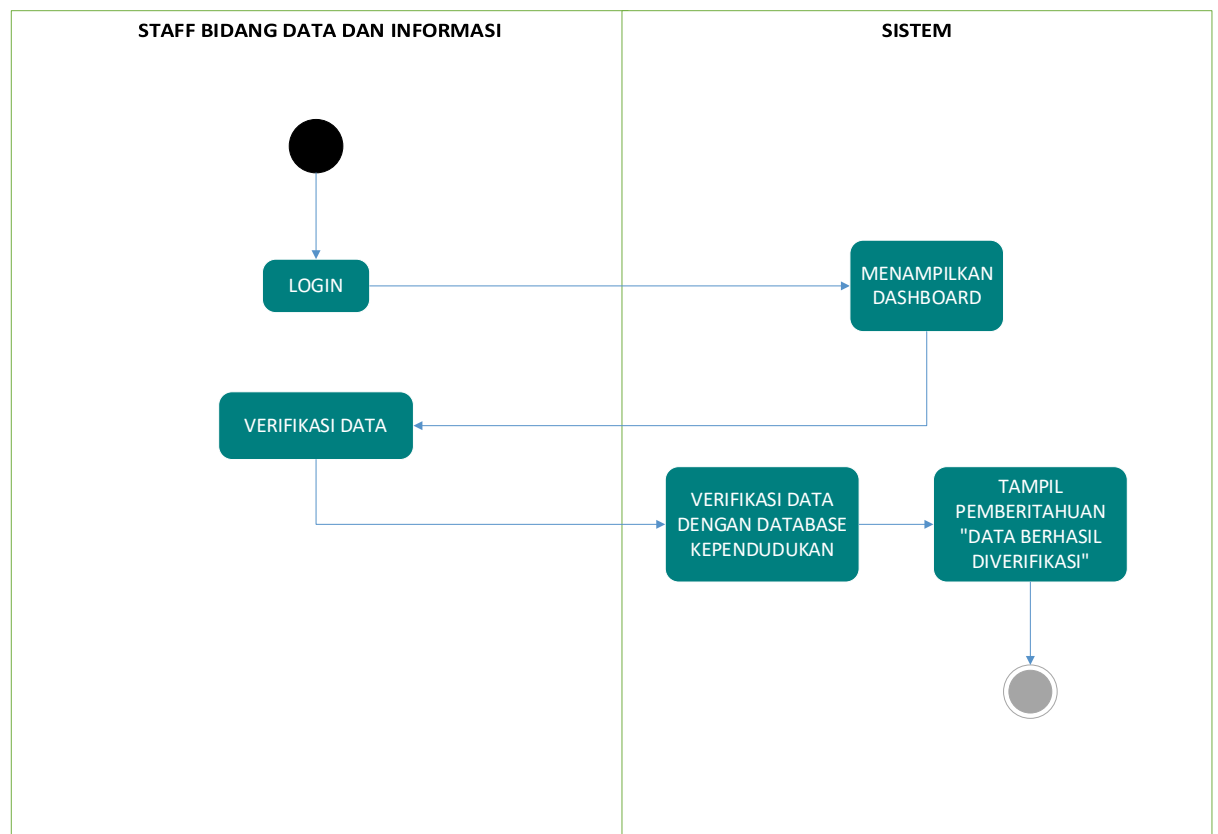 STAFF BIDANG DATA DAN INFORMASI
SISTEM
LOGIN
MENAMPILKAN
DASHBOARD
VERIFIKASI DATA
VERIFIKASI DATA
DENGAN DATABASE
KEPENDUDUKAN
TAMPIL
PEMBERITAHUAN
"DATA BERHASIL
DIVERIFIKASI"